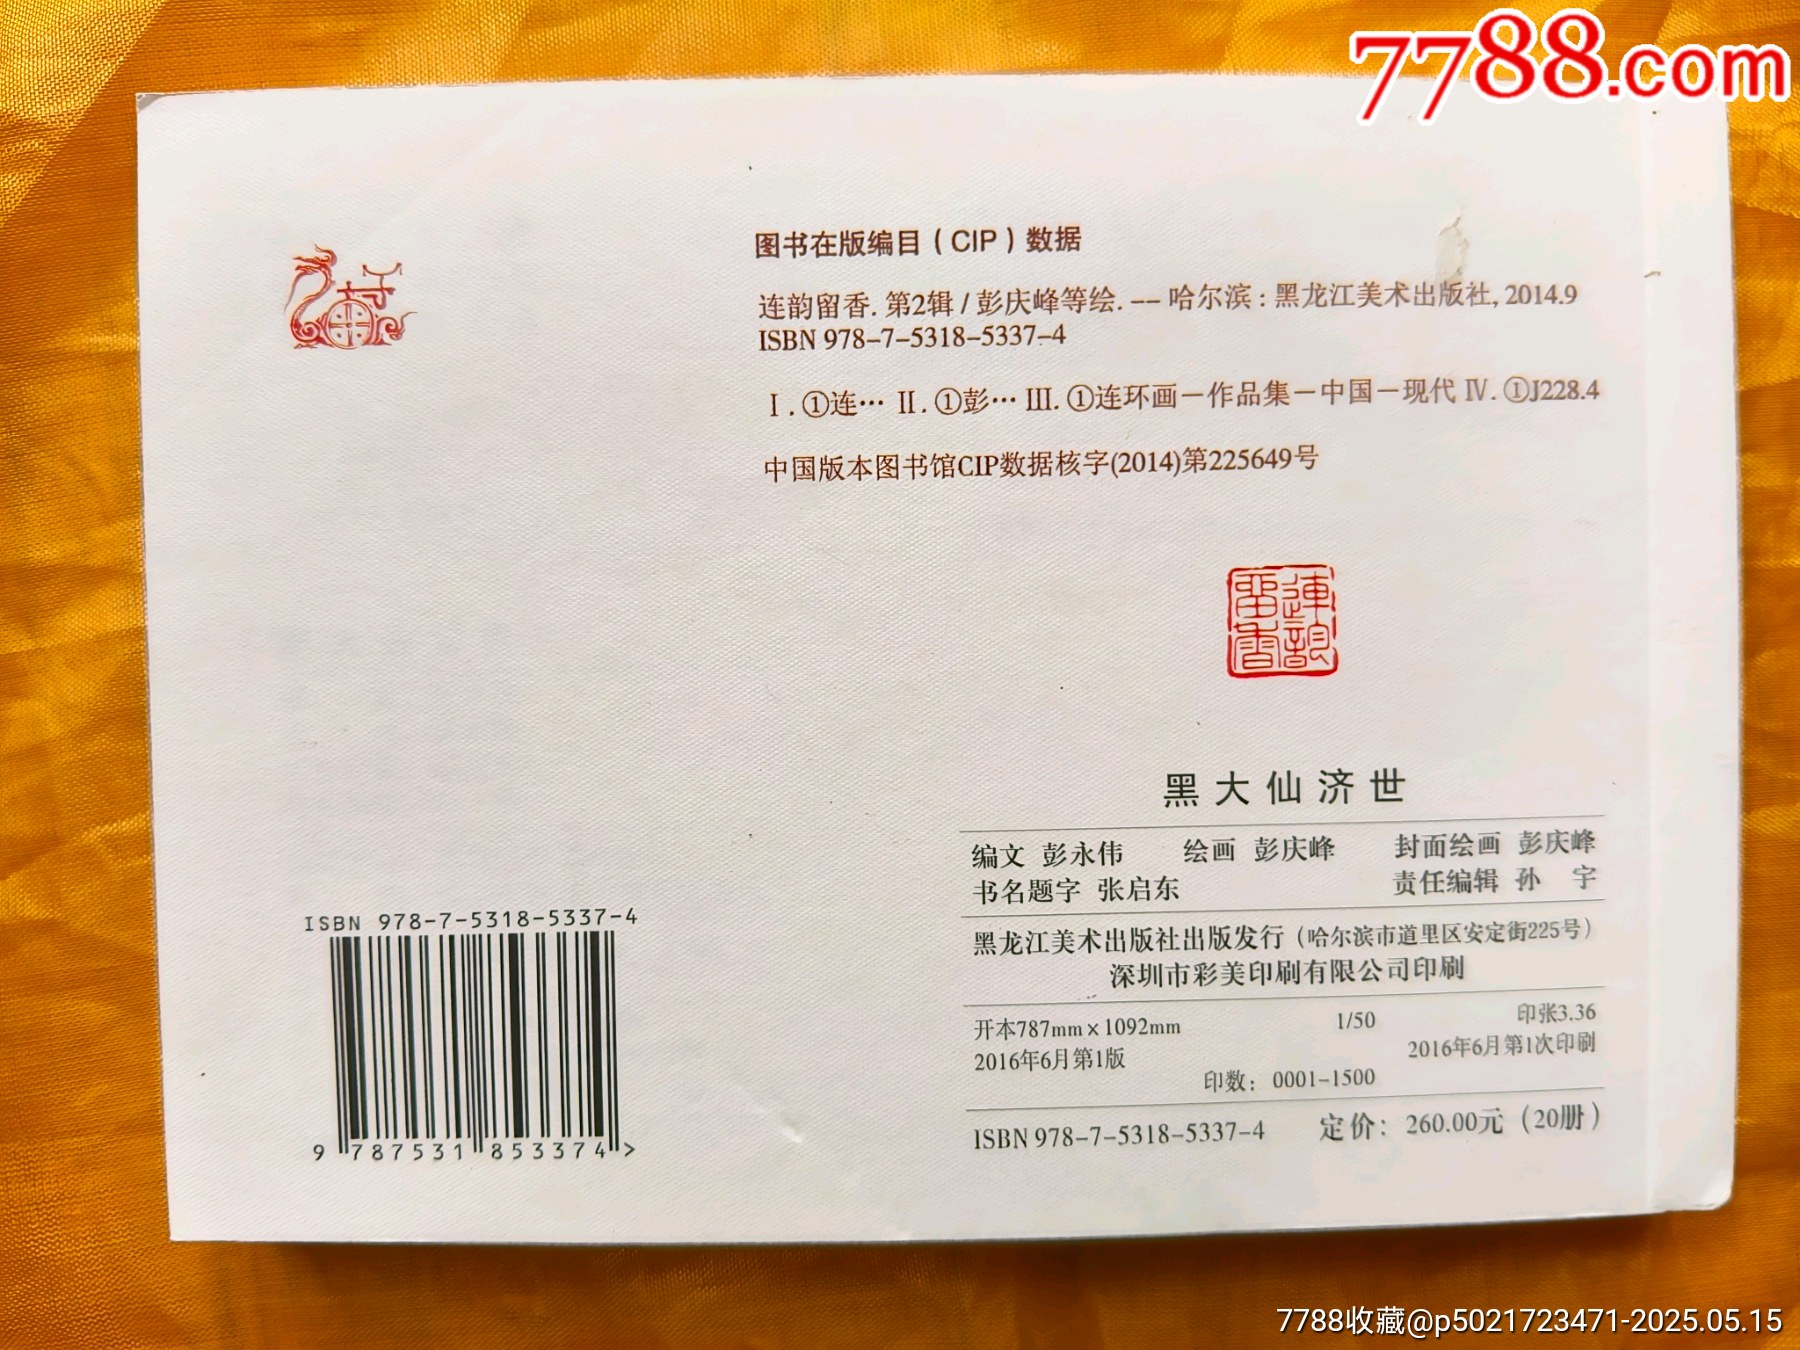 7788.com
图书在版编目（CIP）数据
连韵留香. 第2辑 / 彭庆峰等绘. -- 哈尔滨 : 黑龙江美术出版社, 2014.9
ISBN 978-7-5318-5337-4
Ⅰ. ①连… Ⅱ. ①彭… Ⅲ. ①连环画－作品集－中国－现代 Ⅳ. ①J228.4
中国版本图书馆CIP数据核字(2014)第225649号
連韵留香
黑大仙济世
编文 彭永伟 绘画 彭庆峰 封面绘画 彭庆峰
书名题字 张启东 责任编辑 孙 宇
黑龙江美术出版社出版发行（哈尔滨市道里区安定街225号）
深圳市彩美印刷有限公司印刷
开本787mm×1092mm 1/50 印张3.36
2016年6月第1版 2016年6月第1次印刷
印数：0001-1500
ISBN 978-7-5318-5337-4 定价：260.00元（20册）
ISBN 978-7-5318-5337-4
9 787531 853374 >
7788收藏@p5021723471-2025.05.15